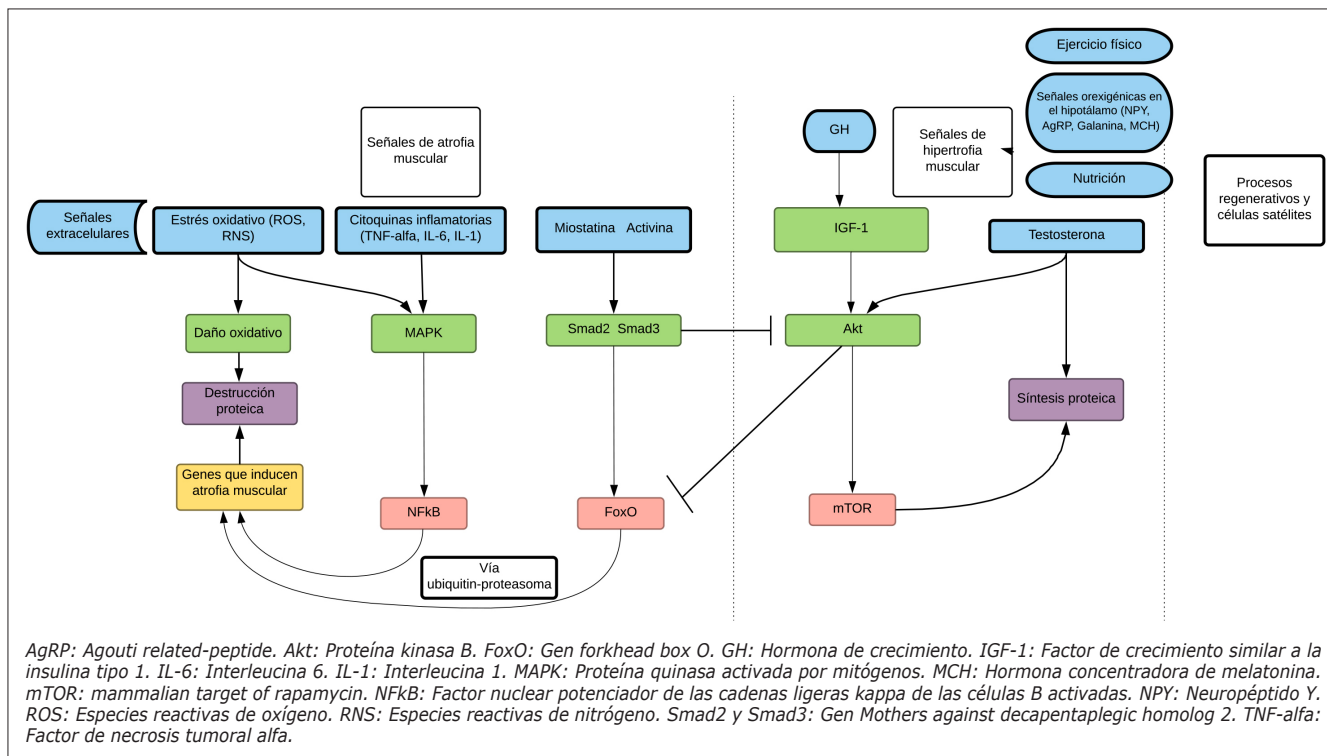 Ejercicio físico
Señales orexigénicas en
el hipotálamo (NPY,
AgRP, Galanina, MCH)
Nutrición
GH
Señales de
hipertrofia
muscular
Señales de atrofia
muscular
Procesos
regenerativos y
células satélites
Señales
extracelulares
Estrés oxidativo (ROS,
RNS)
Citoquinas inflamatorias
(TNF-alfa, IL-6, IL-1)
Miostatina Activina
IGF-1
Testosterona
Daño oxidativo
MAPK
Smad2 Smad3
Akt
Destrucción
proteica
Síntesis proteica
Genes que inducen
atrofia muscular
NFkB
FoxO
mTOR
Vía
ubiquitin-proteasoma
AgRP: Agouti related-peptide. Akt: Proteína kinasa B. FoxO: Gen forkhead box O. GH: Hormona de crecimiento. IGF-1: Factor de crecimiento similar a la
insulina tipo 1. IL-6: Interleucina 6. IL-1: Interleucina 1. MAPK: Proteína quinasa activada por mitógenos. MCH: Hormona concentradora de melatonina.
mTOR: mammalian target of rapamycin. NFkB: Factor nuclear potenciador de las cadenas ligeras kappa de las células B activadas. NPY: Neuropéptido Y.
ROS: Especies reactivas de oxígeno. RNS: Especies reactivas de nitrógeno. Smad2 y Smad3: Gen Mothers against decapentaplegic homolog 2. TNF-alfa:
Factor de necrosis tumoral alfa.